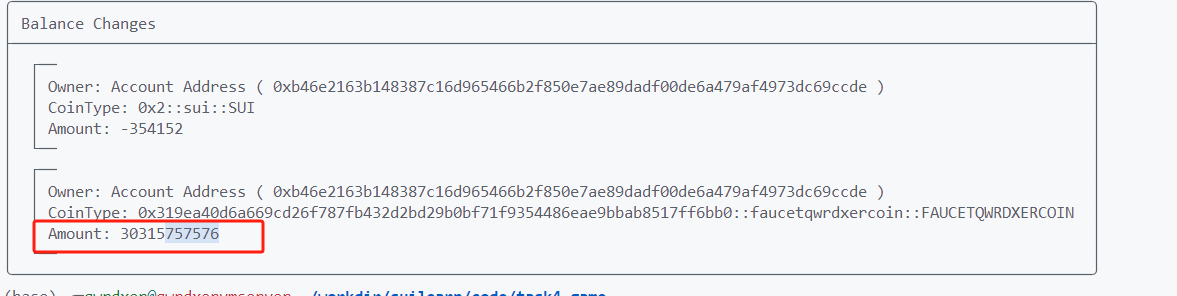 Balance Changes
Owner: Account Address ( 0xb46e2163b148387c16d965466b2f850e7ae89dadf00de6a479af4973dc69ccde )
CoinType: 0x2::sui::SUI
Amount: -354152
Owner: Account Address ( 0xb46e2163b148387c16d965466b2f850e7ae89dadf00de6a479af4973dc69ccde )
CoinType: 0x319ea40d6a669cd26f787fb432d2bd29b0bf71f9354486eae9bbab8517ff6bb0::faucetqwrdxercoin::FAUCETQWRDXERCOIN
Amount: 30315757576